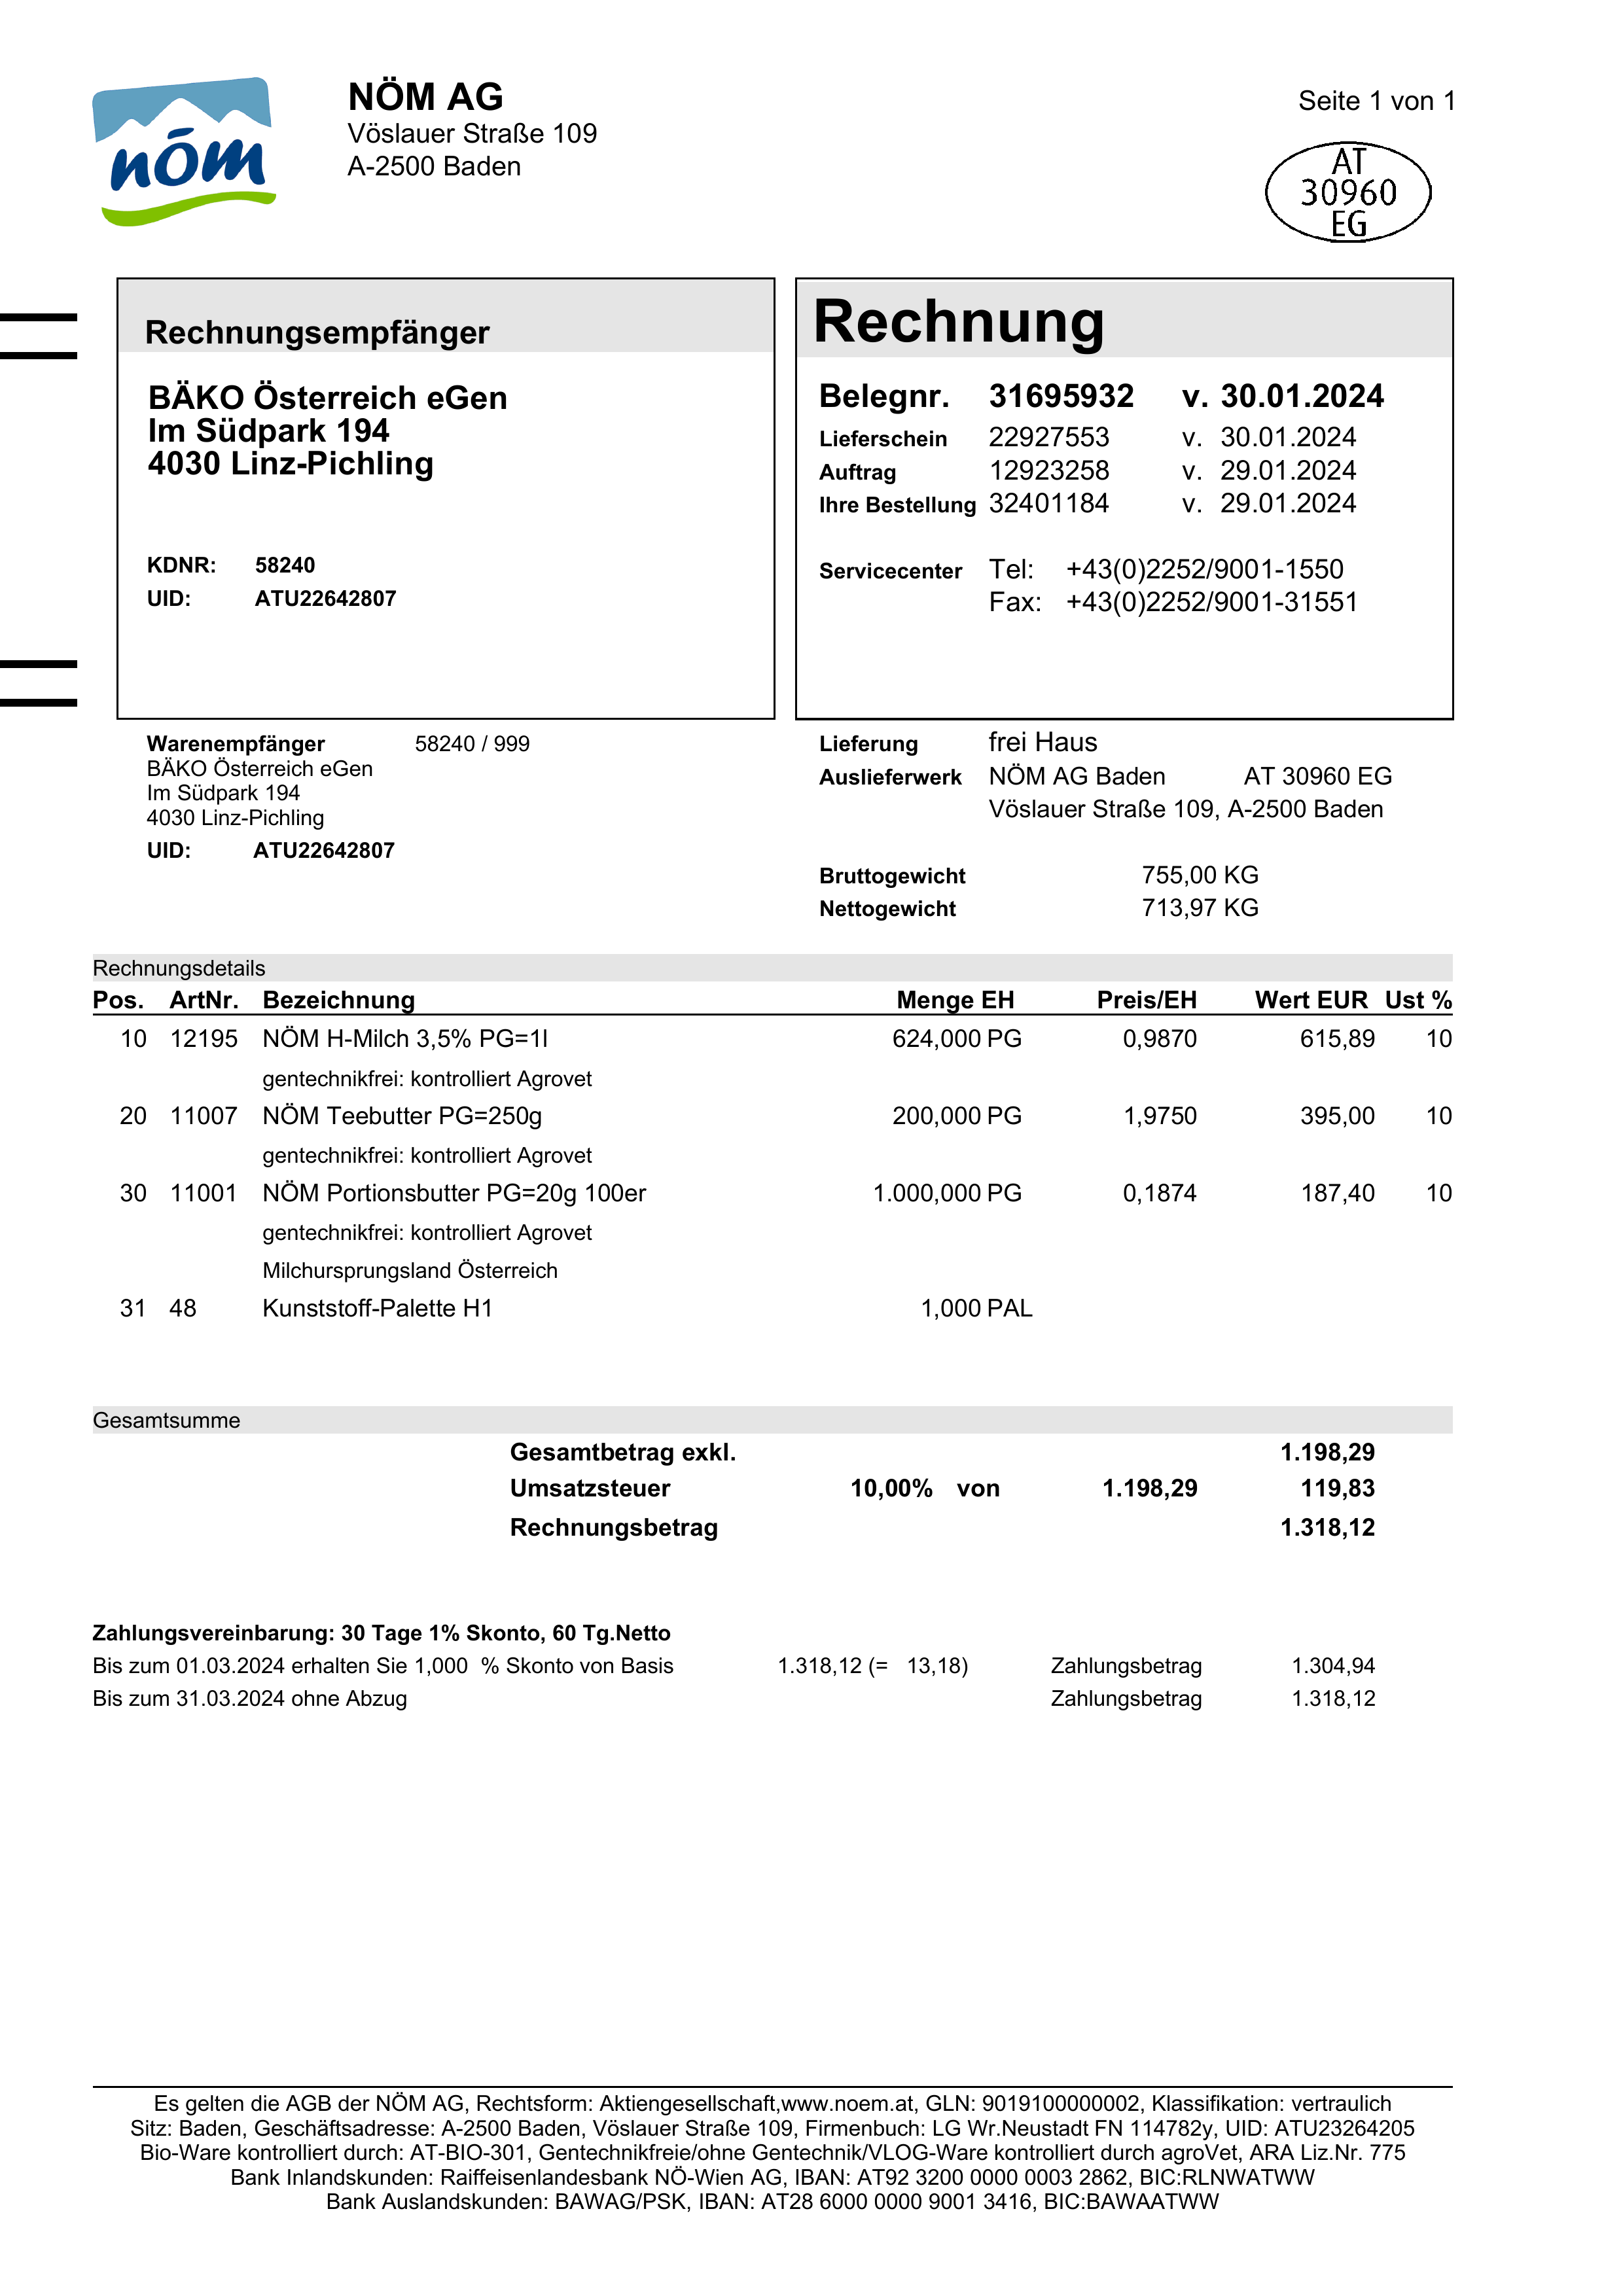 nöm
NÖM AG
Vöslauer Straße 109
A-2500 Baden
Seite 1 von 1
AT
30960
EG
Rechnungsempfänger
BÄKO Österreich eGen
Im Südpark 194
4030 Linz-Pichling
KDNR: 58240
UID: ATU22642807
Rechnung
Belegnr. 31695932 v. 30.01.2024
Lieferschein 22927553 v. 30.01.2024
Auftrag 12923258 v. 29.01.2024
Ihre Bestellung 32401184 v. 29.01.2024
Servicecenter Tel: +43(0)2252/9001-1550
Fax: +43(0)2252/9001-31551
Warenempfänger 58240 / 999
BÄKO Österreich eGen
Im Südpark 194
4030 Linz-Pichling
UID: ATU22642807
Lieferung frei Haus
Auslieferwerk NÖM AG Baden AT 30960 EG
Vöslauer Straße 109, A-2500 Baden
Bruttogewicht 755,00 KG
Nettogewicht 713,97 KG
Rechnungsdetails
Pos. ArtNr. Bezeichnung Menge EH Preis/EH Wert EUR Ust %
10 12195 NÖM H-Milch 3,5% PG=1l 624,000 PG 0,9870 615,89 10
gentechnikfrei: kontrolliert Agrovet
20 11007 NÖM Teebutter PG=250g 200,000 PG 1,9750 395,00 10
gentechnikfrei: kontrolliert Agrovet
30 11001 NÖM Portionsbutter PG=20g 100er 1.000,000 PG 0,1874 187,40 10
gentechnikfrei: kontrolliert Agrovet
Milchursprungsland Österreich
31 48 Kunststoff-Palette H1 1,000 PAL
Gesamtsumme
Gesamtbetrag exkl. 1.198,29
Umsatzsteuer 10,00% von 1.198,29 119,83
Rechnungsbetrag 1.318,12
Zahlungsvereinbarung: 30 Tage 1% Skonto, 60 Tg.Netto
Bis zum 01.03.2024 erhalten Sie 1,000 % Skonto von Basis 1.318,12 (= 13,18) Zahlungsbetrag 1.304,94
Bis zum 31.03.2024 ohne Abzug Zahlungsbetrag 1.318,12
Es gelten die AGB der NÖM AG, Rechtsform: Aktiengesellschaft,www.noem.at, GLN: 9019100000002, Klassifikation: vertraulich
Sitz: Baden, Geschäftsadresse: A-2500 Baden, Vöslauer Straße 109, Firmenbuch: LG Wr.Neustadt FN 114782y, UID: ATU23264205
Bio-Ware kontrolliert durch: AT-BIO-301, Gentechnikfreie/ohne Gentechnik/VLOG-Ware kontrolliert durch agroVet, ARA Liz.Nr. 775
Bank Inlandskunden: Raiffeisenlandesbank NÖ-Wien AG, IBAN: AT92 3200 0000 0003 2862, BIC:RLNWATWW
Bank Auslandskunden: BAWAG/PSK, IBAN: AT28 6000 0000 9001 3416, BIC:BAWAATWW